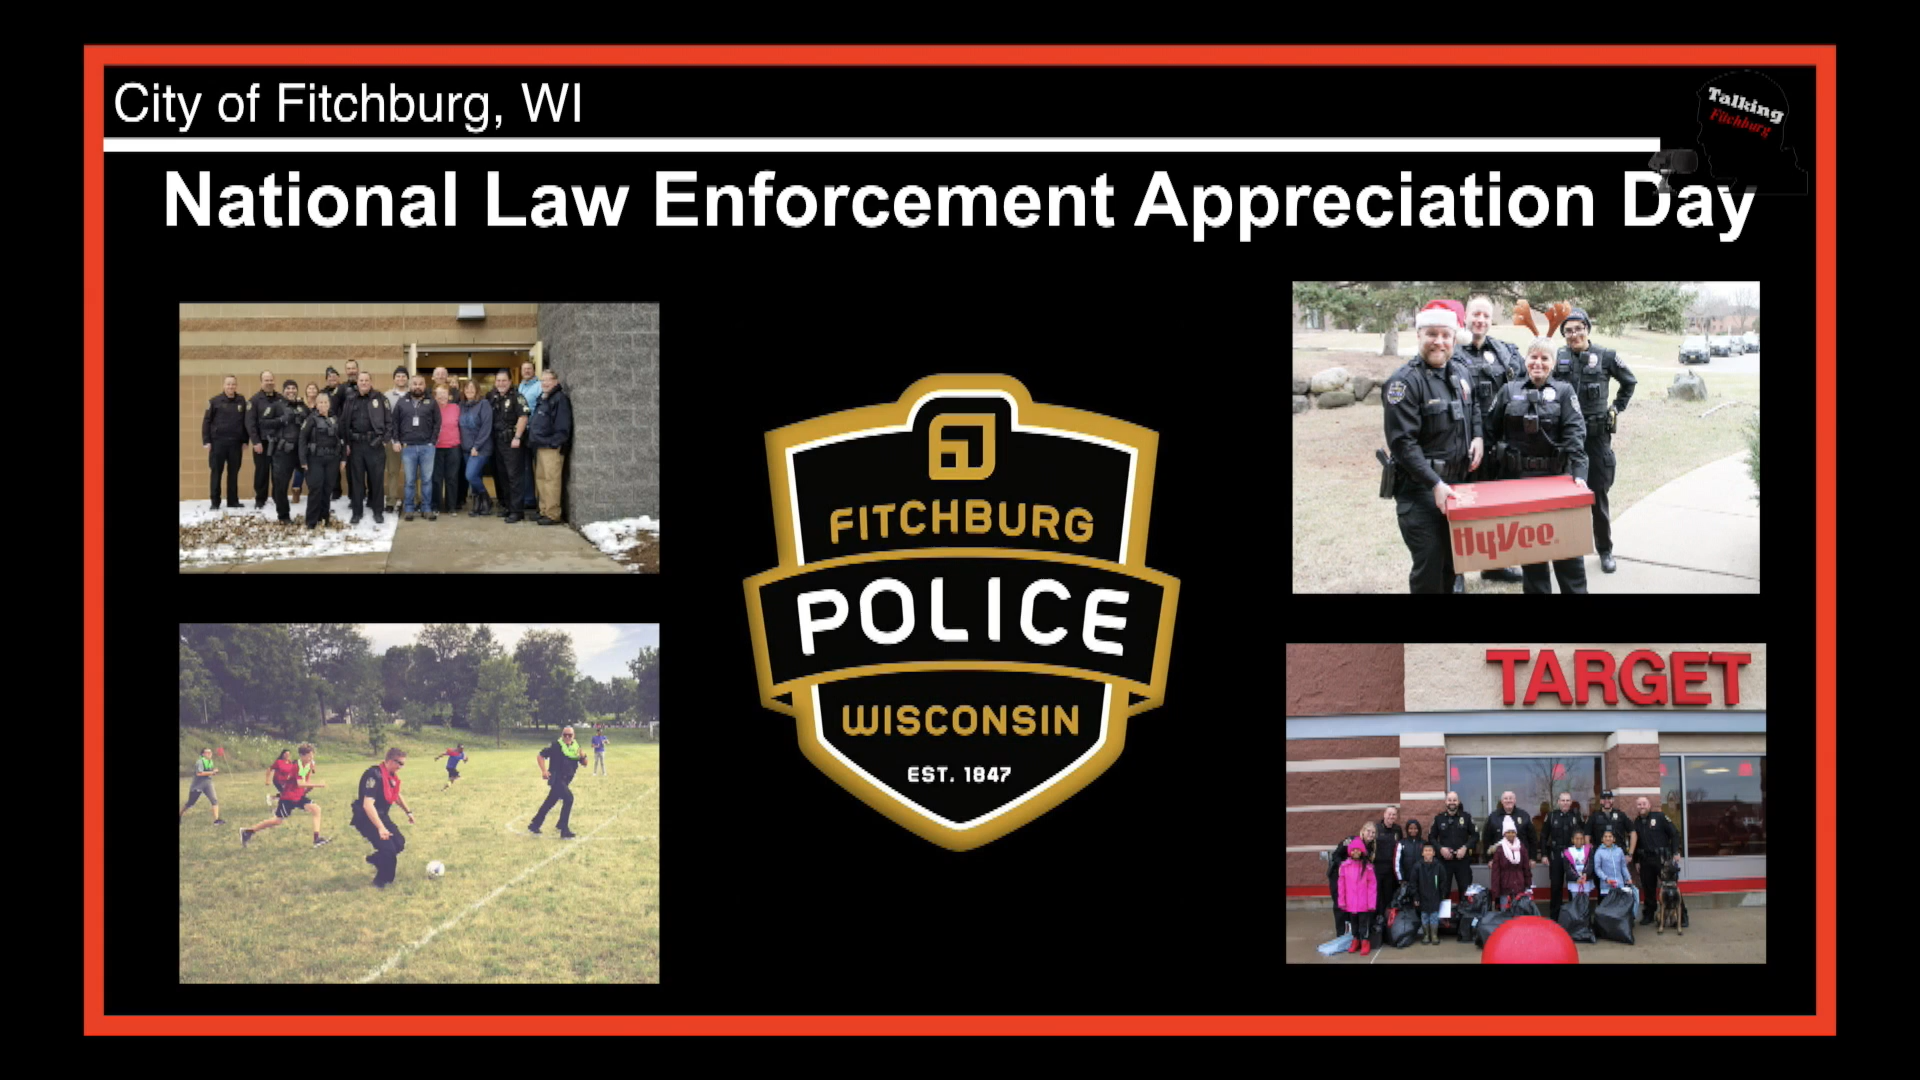 City of Fitchburg, WI
Talking
Fitchburg
National Law Enforcement Appreciation Day
FITCHBURG
POLICE
WISCONSIN
EST. 1847
HyVee
TARGET